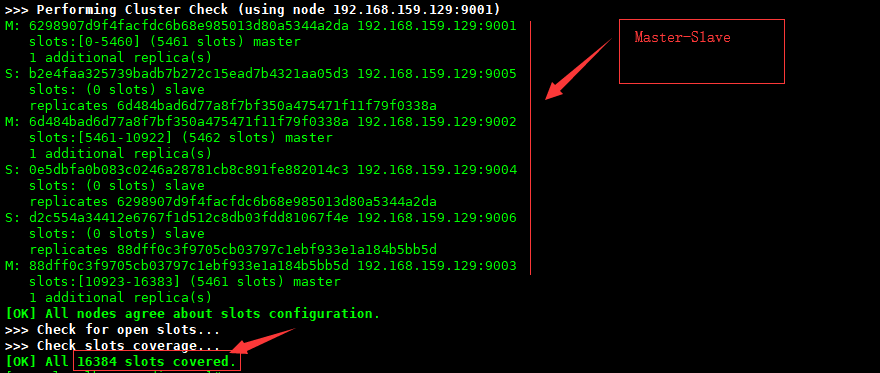 >>> Performing Cluster Check (using node 192.168.159.129:9001)
M: 6298907d9f4facfdc6b68e985013d80a5344a2da 192.168.159.129:9001
slots:[0-5460] (5461 slots) master
1 additional replica(s)
S: b2e4faa325739badb7b272c15ead7b4321aa05d3 192.168.159.129:9005
slots: (0 slots) slave
replicates 6d484bad6d77a8f7bf350a475471f11f79f0338a
M: 6d484bad6d77a8f7bf350a475471f11f79f0338a 192.168.159.129:9002
slots:[5461-10922] (5462 slots) master
1 additional replica(s)
S: 0e5dbfa0b083c0246a28781cb8c891fe882014c3 192.168.159.129:9004
slots: (0 slots) slave
replicates 6298907d9f4facfdc6b68e985013d80a5344a2da
S: d2c554a34412e6767f1d512c8db03fdd81067f4e 192.168.159.129:9006
slots: (0 slots) slave
replicates 88dff0c3f9705cb03797c1ebf933e1a184b5bb5d
M: 88dff0c3f9705cb03797c1ebf933e1a184b5bb5d 192.168.159.129:9003
slots:[10923-16383] (5461 slots) master
1 additional replica(s)
[OK] All nodes agree about slots configuration.
>>> Check for open slots...
>>> Check slots coverage...
[OK] All 16384 slots covered.
Master-Slave